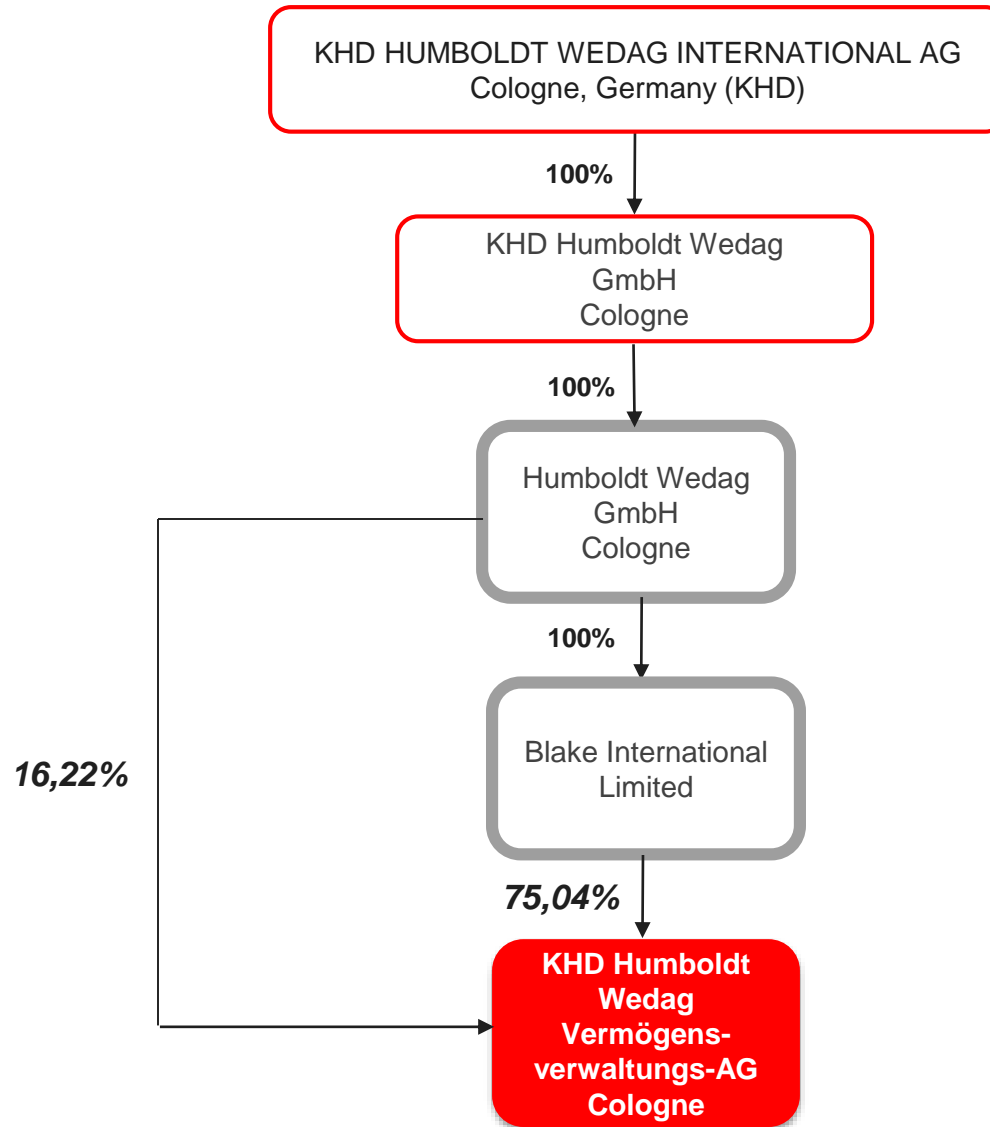 KHD HUMBOLDT WEDAG INTERNATIONAL AG
Cologne, Germany (KHD)
100%
KHD Humboldt Wedag
GmbH
Cologne
100%
Humboldt Wedag
GmbH
Cologne
100%
Blake International
Limited
16,22%
75,04%
KHD Humboldt
Wedag
Vermögens-
verwaltungs-AG
Cologne